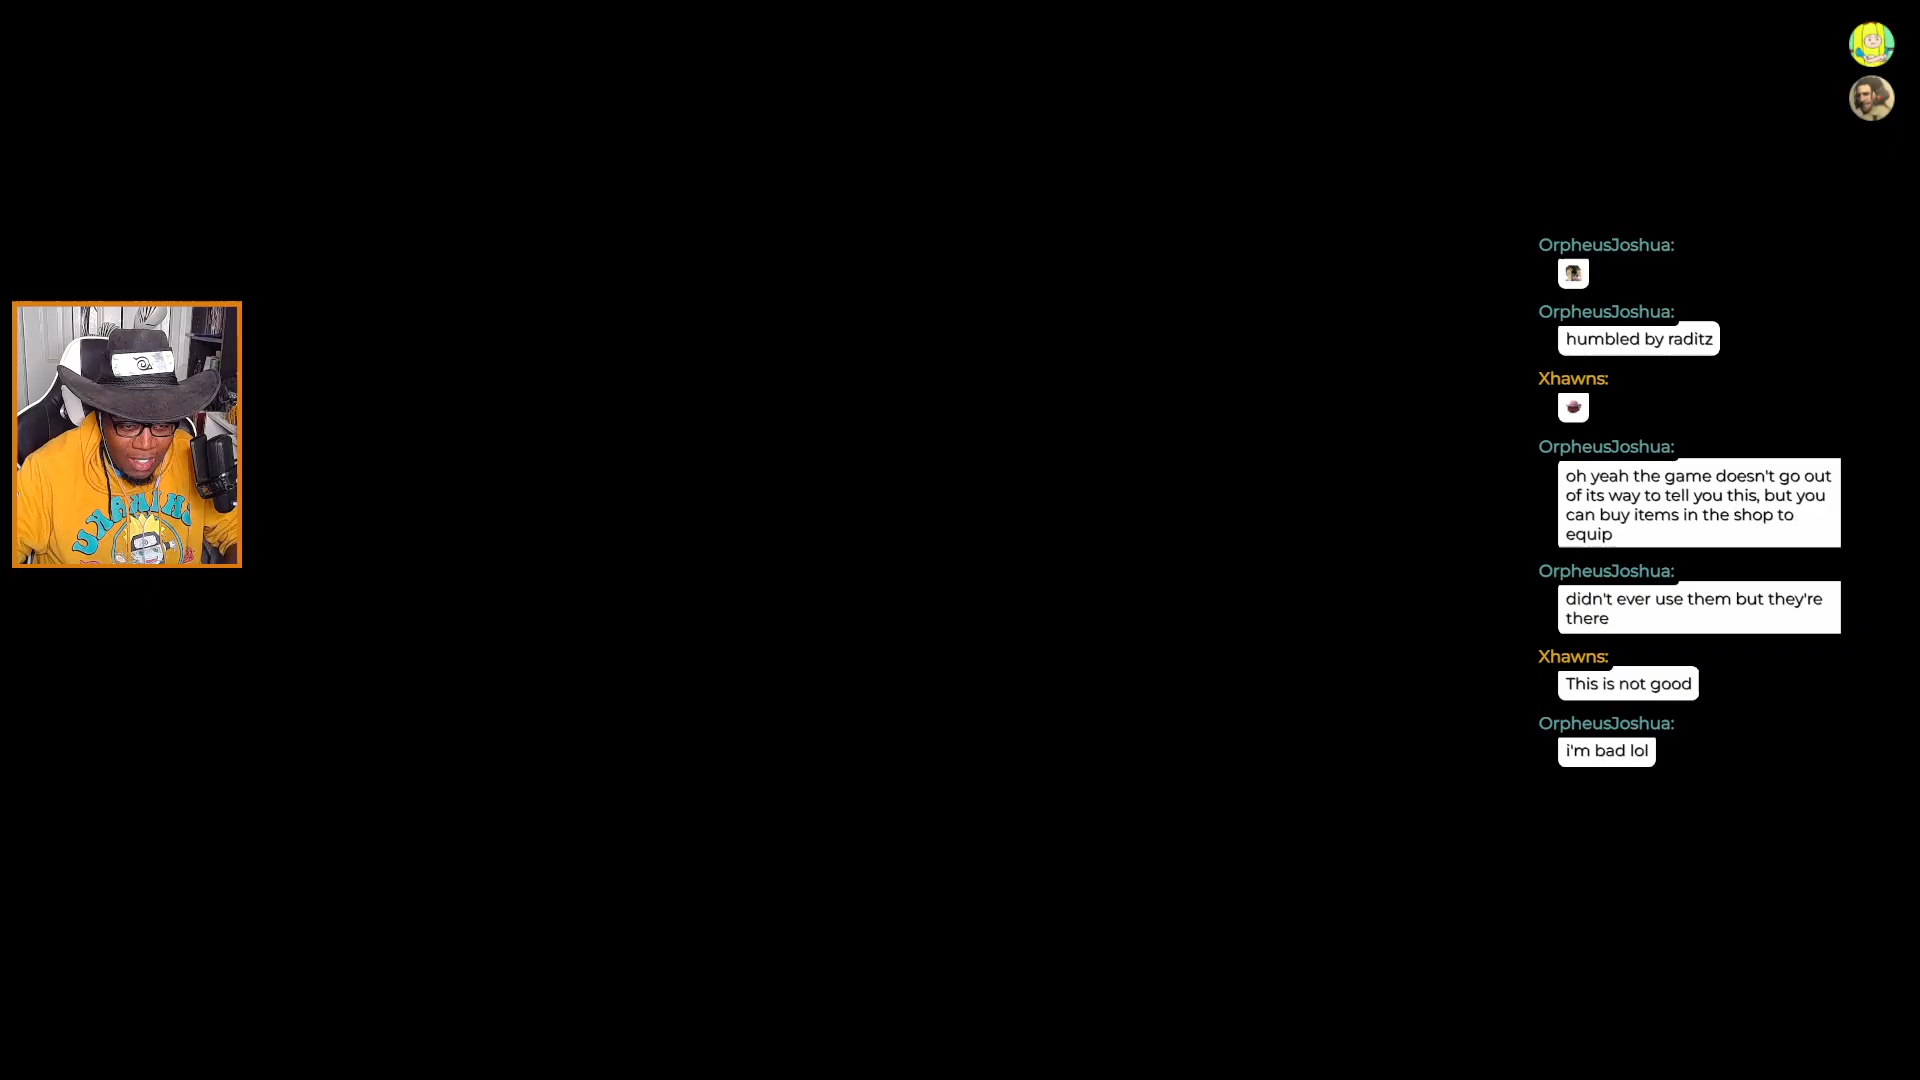 OrpheusJoshua:
OrpheusJoshua:
humbled by raditz
Xhawns:
OrpheusJoshua:
oh yeah the game doesn't go out
of its way to tell you this, but you
can buy items in the shop to
equip
OrpheusJoshua:
didn't ever use them but they're
there
Xhawns:
This is not good
OrpheusJoshua:
i'm bad lol
UZUMAKI